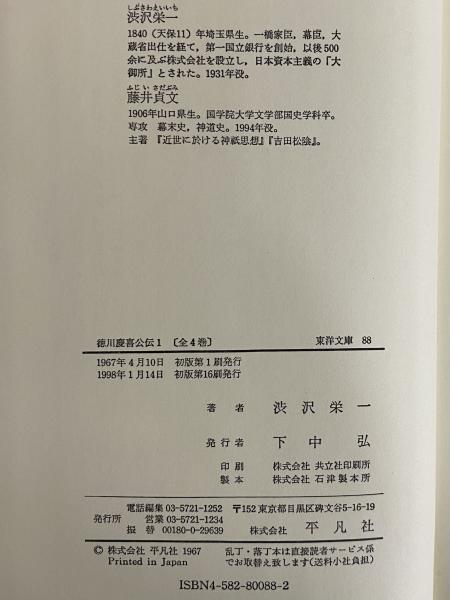 しぶさわえいいち
渋沢栄一
1840（天保11）年埼玉県生。一橋家臣，幕臣，大
蔵省出仕を経て，第一国立銀行を創始，以後500
余に及ぶ株式会社を設立し，日本資本主義の「大
御所」とされた。1931年没。
ふじいさだぶみ
藤井貞文
1906年山口県生。国学院大学文学部国史学科卒。
専攻 幕末史，神道史。1994年没。
主著『近世に於ける神祇思想』『吉田松陰』。
徳川慶喜公伝1〔全4巻〕 東洋文庫 88
1967年4月10日 初版第1刷発行
1998年1月14日 初版第16刷発行
著者 渋沢栄一
発行者 下中弘
印刷 株式会社 共立社印刷所
製本 株式会社 石津製本所
電話編集 03-5721-1252 〒152 東京都目黒区碑文谷5-16-19
発行所 営業 03-5721-1234
振替 00180-0-29639 株式会社 平凡社
© 株式会社 平凡社 1967 乱丁・落丁本は直接読者サービス係
Printed in Japan でお取替え致します（送料小社負担）
ISBN4-582-80088-2